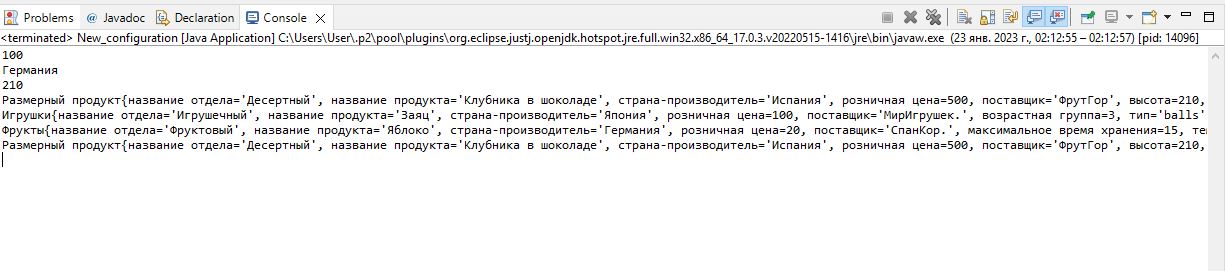 Problems @ Javadoc Declaration Console
<terminated> New_configuration [Java Application] C:\Users\User\.p2\pool\plugins\org.eclipse.justj.openjdk.hotspot.jre.full.win32.x86_64_17.0.3.v20220515-1416\jre\bin\javaw.exe (23 янв. 2023 г., 02:12:55 – 02:12:57) [pid: 14096]
100
Германия
210
Размерный продукт{название отдела='Десертный', название продукта='Клубника в шоколаде', страна-производитель='Испания', розничная цена=500, поставщик='ФрутГор', высота=210,
Игрушки{название отдела='Игрушечный', название продукта='Заяц', страна-производитель='Япония', розничная цена=100, поставщик='МирИгрушек.', возрастная группа=3, тип='balls'
Фрукты{название отдела='Фруктовый', название продукта='Яблоко', страна-производитель='Германия', розничная цена=20, поставщик='СпанКор.', максимальное время хранения=15, те
Размерный продукт{название отдела='Десертный', название продукта='Клубника в шоколаде', страна-производитель='Испания', розничная цена=500, поставщик='ФрутГор', высота=210,